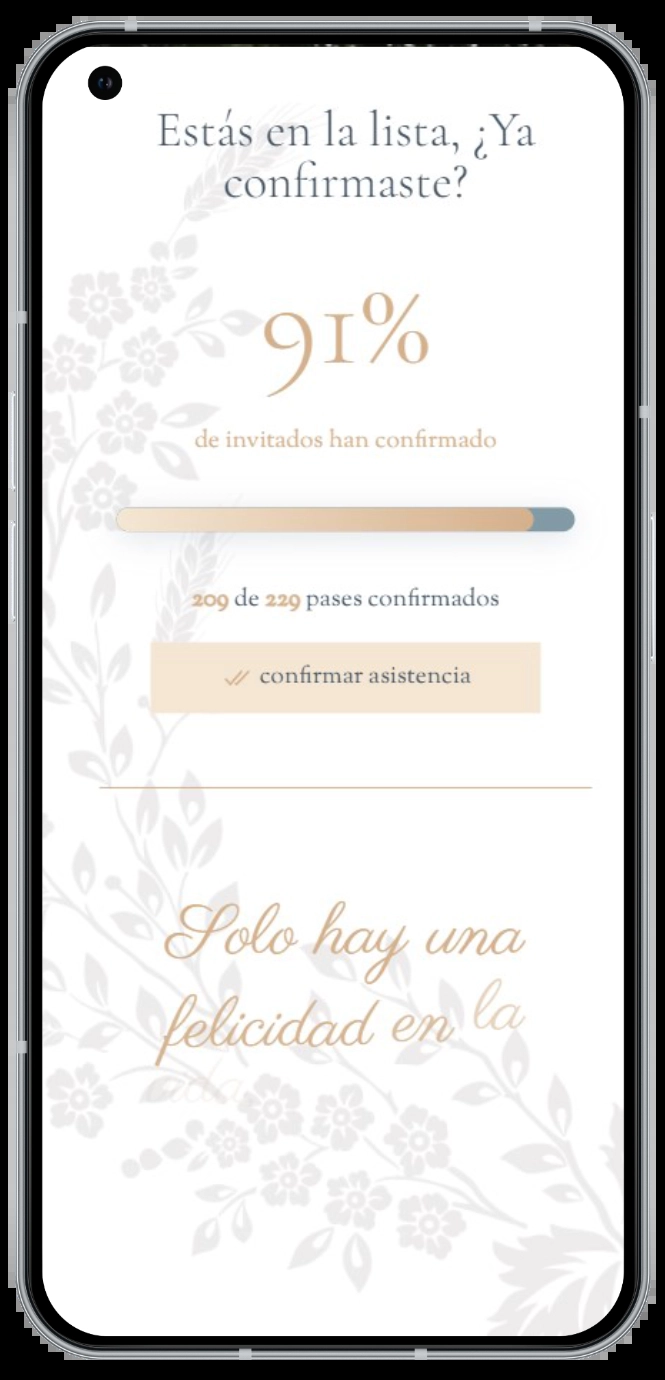 Estás en la lista, ¿Ya
confirmaste?
91%
de invitados han confirmado
209 de 229 pases confirmados
confirmar asistencia
Solo hay una
felicidad en la